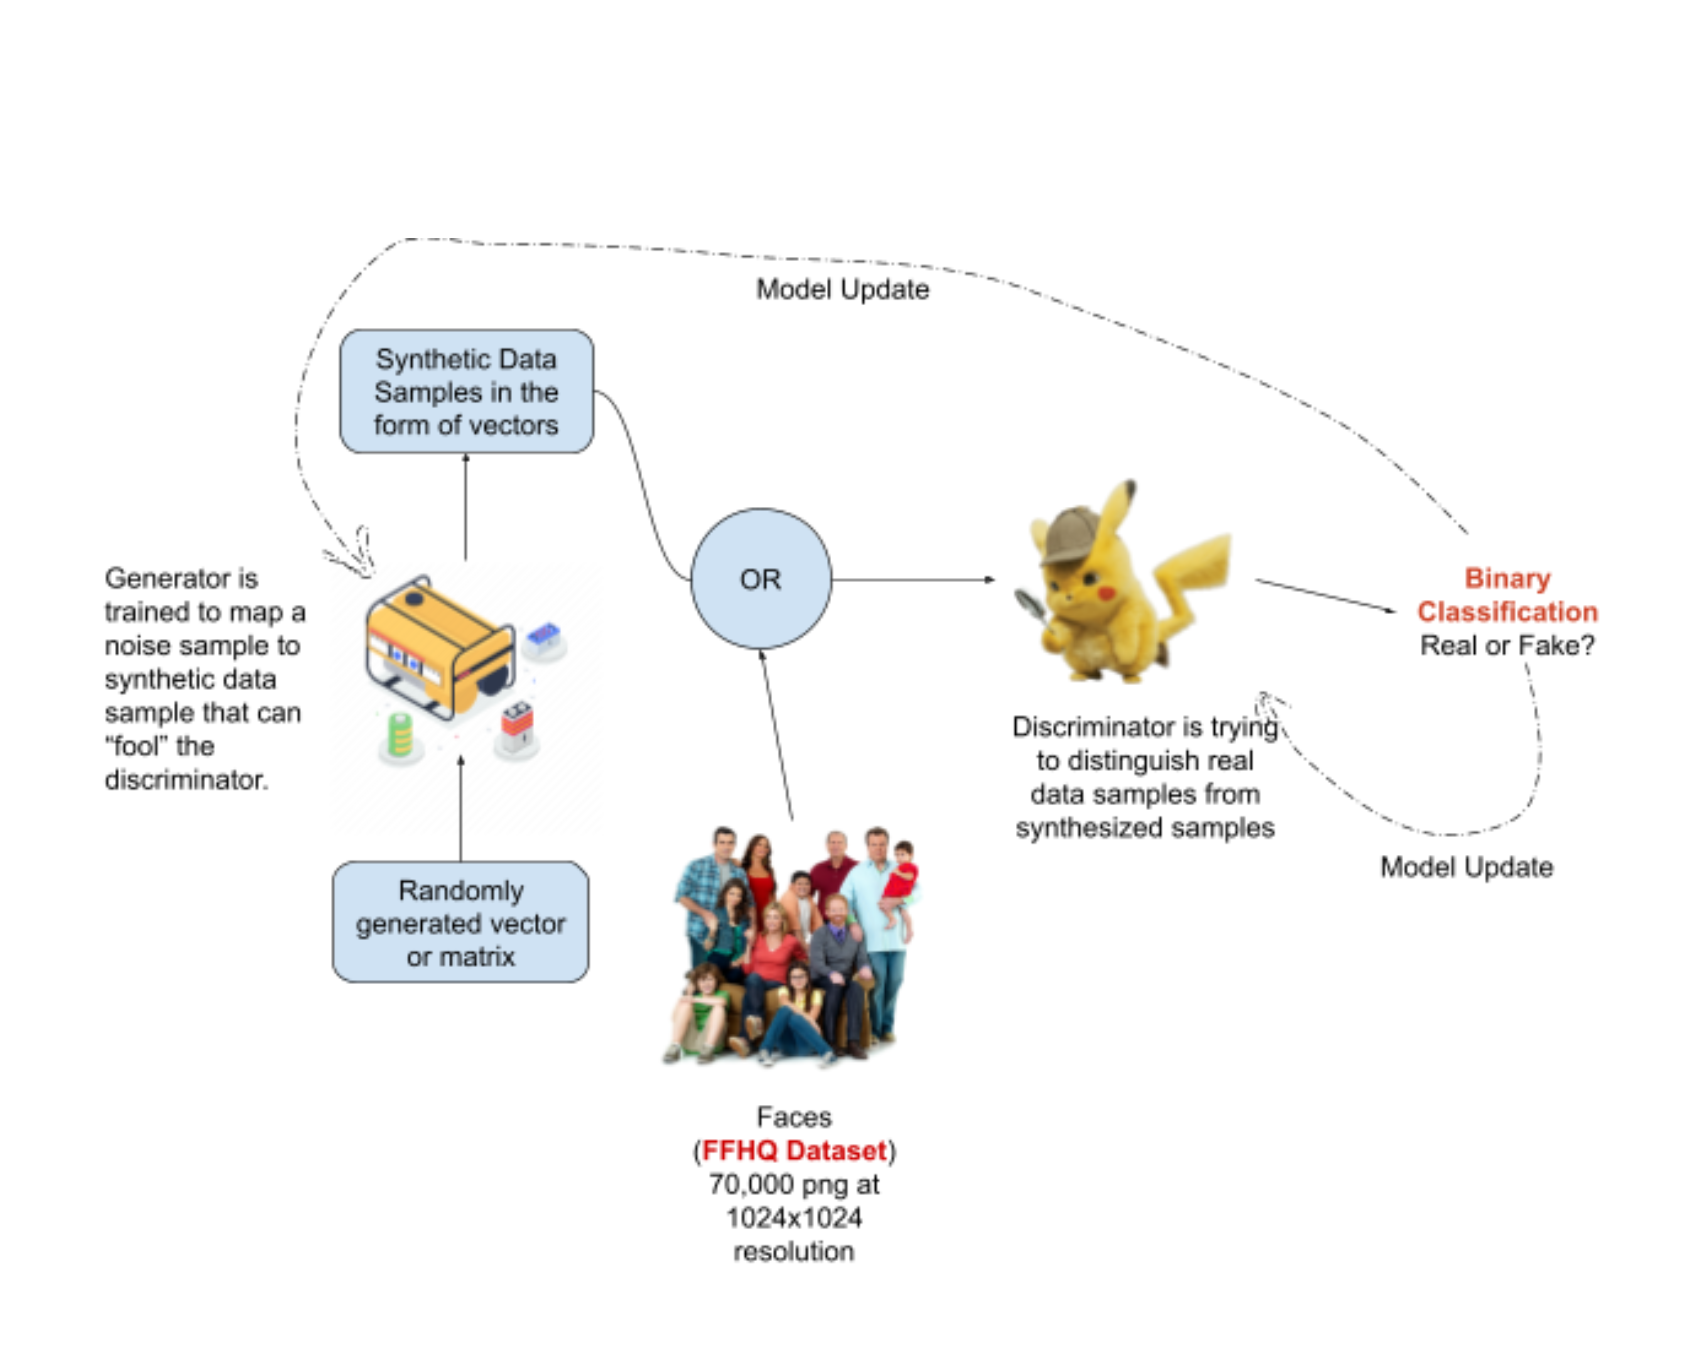 Model Update
Synthetic Data
Samples in the
form of vectors
OR
Generator is
trained to map a
noise sample to
synthetic data
sample that can
“fool” the
discriminator.
Binary
Classification
Real or Fake?
Discriminator is trying
to distinguish real
data samples from
synthesized samples
Model Update
Randomly
generated vector
or matrix
Faces
(FFHQ Dataset)
70,000 png at
1024x1024
resolution